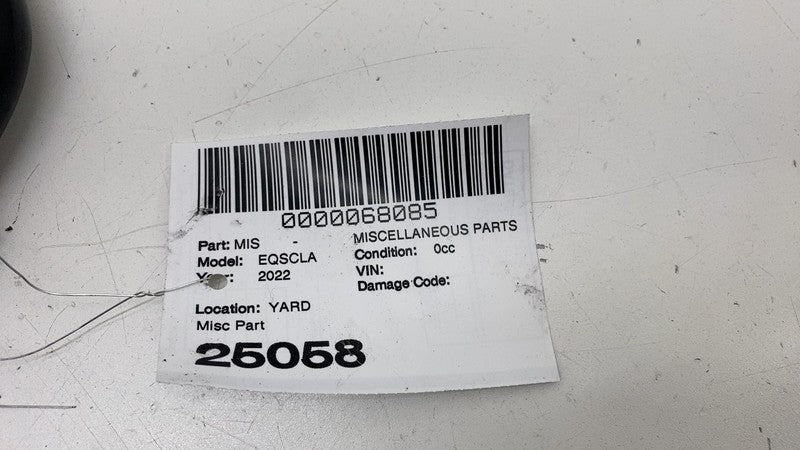 0000068085
Part: MIS - MISCELLANEOUS PARTS
Model: EQSCLA Condition: 0cc
Year: 2022 VIN:
Damage Code:
Location: YARD
Misc Part
25058